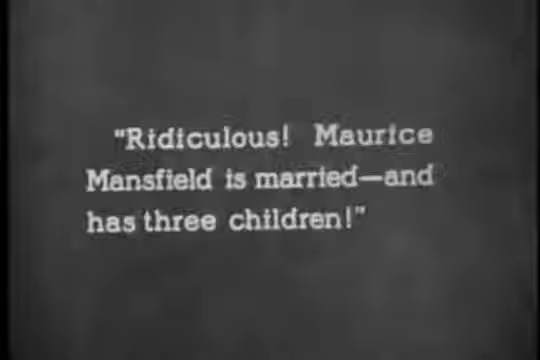 "Ridiculous! Maurice
Mansfield is married—and
has three children!"